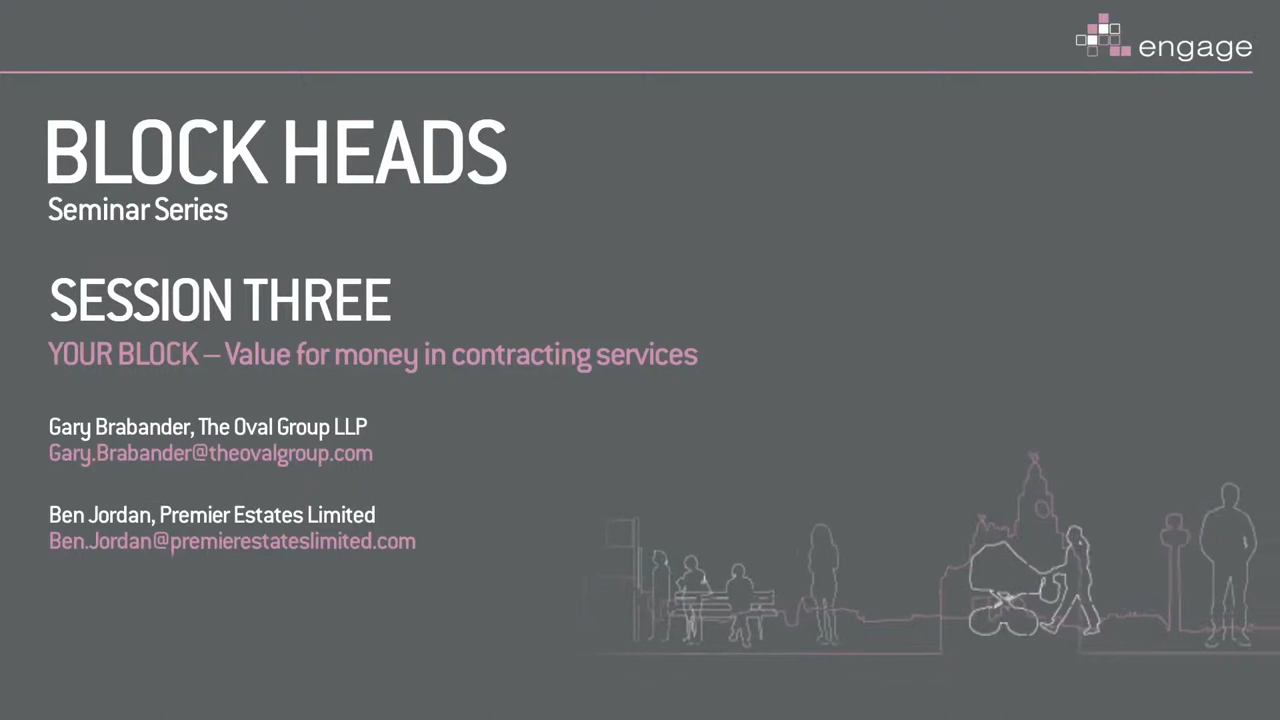 engage
BLOCK HEADS
Seminar Series
SESSION THREE
YOUR BLOCK – Value for money in contracting services
Gary Brabander, The Oval Group LLP
Gary.Brabander@theovalgroup.com
Ben Jordan, Premier Estates Limited
Ben.Jordan@premierestateslimited.com